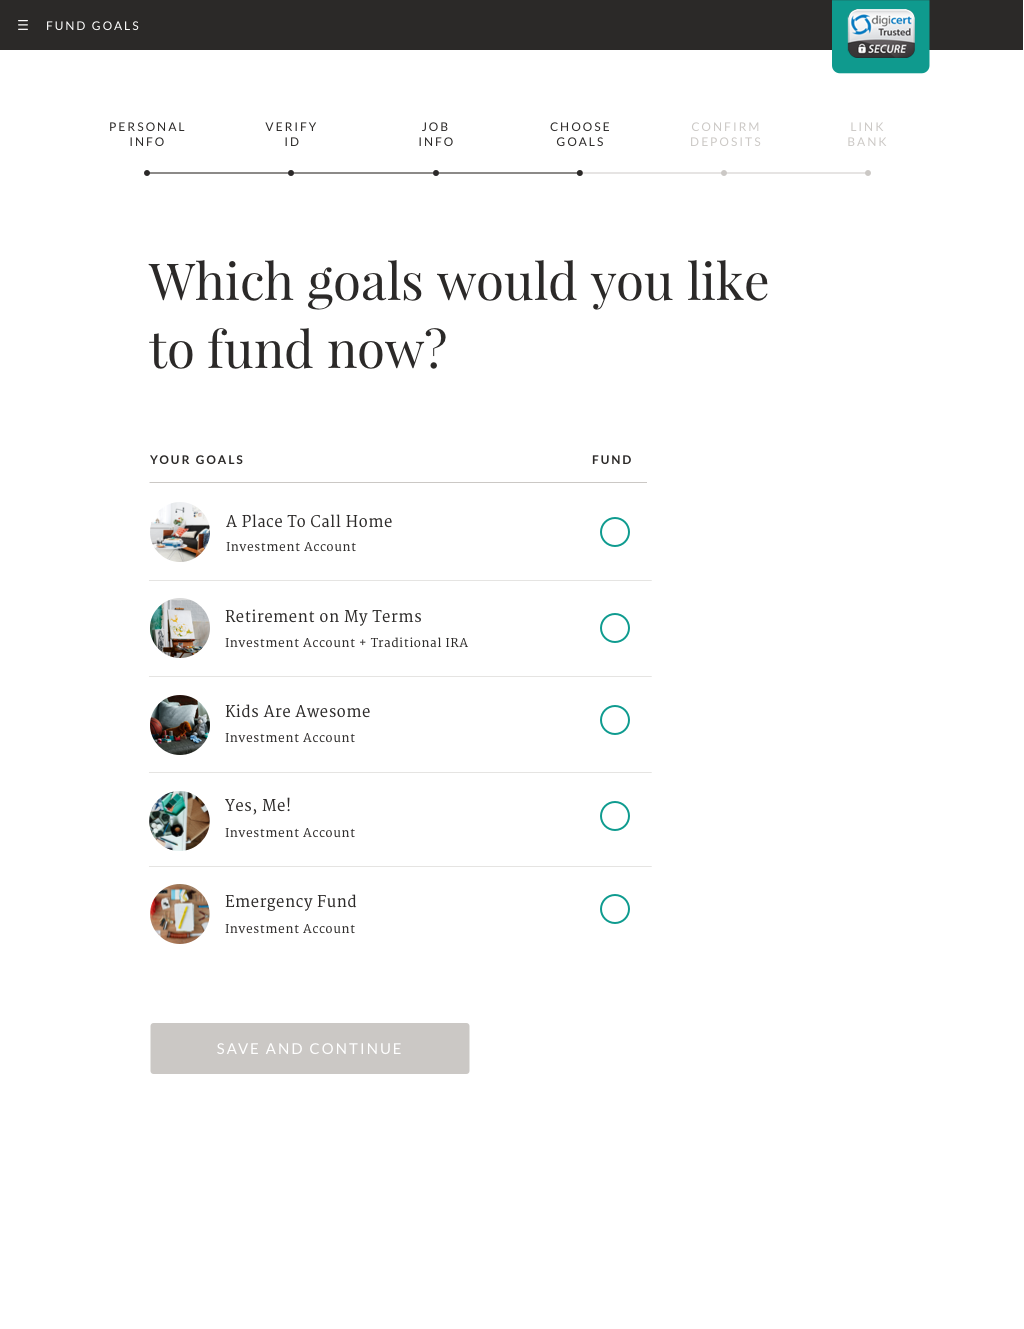 FUND GOALS
digicert
Trusted
SECURE
PERSONAL
INFO
VERIFY
ID
JOB
INFO
CHOOSE
GOALS
CONFIRM
DEPOSITS
LINK
BANK
Which goals would you like
to fund now?
YOUR GOALS FUND
A Place To Call Home
Investment Account
Retirement on My Terms
Investment Account + Traditional IRA
Kids Are Awesome
Investment Account
Yes, Me!
Investment Account
Emergency Fund
Investment Account
SAVE AND CONTINUE